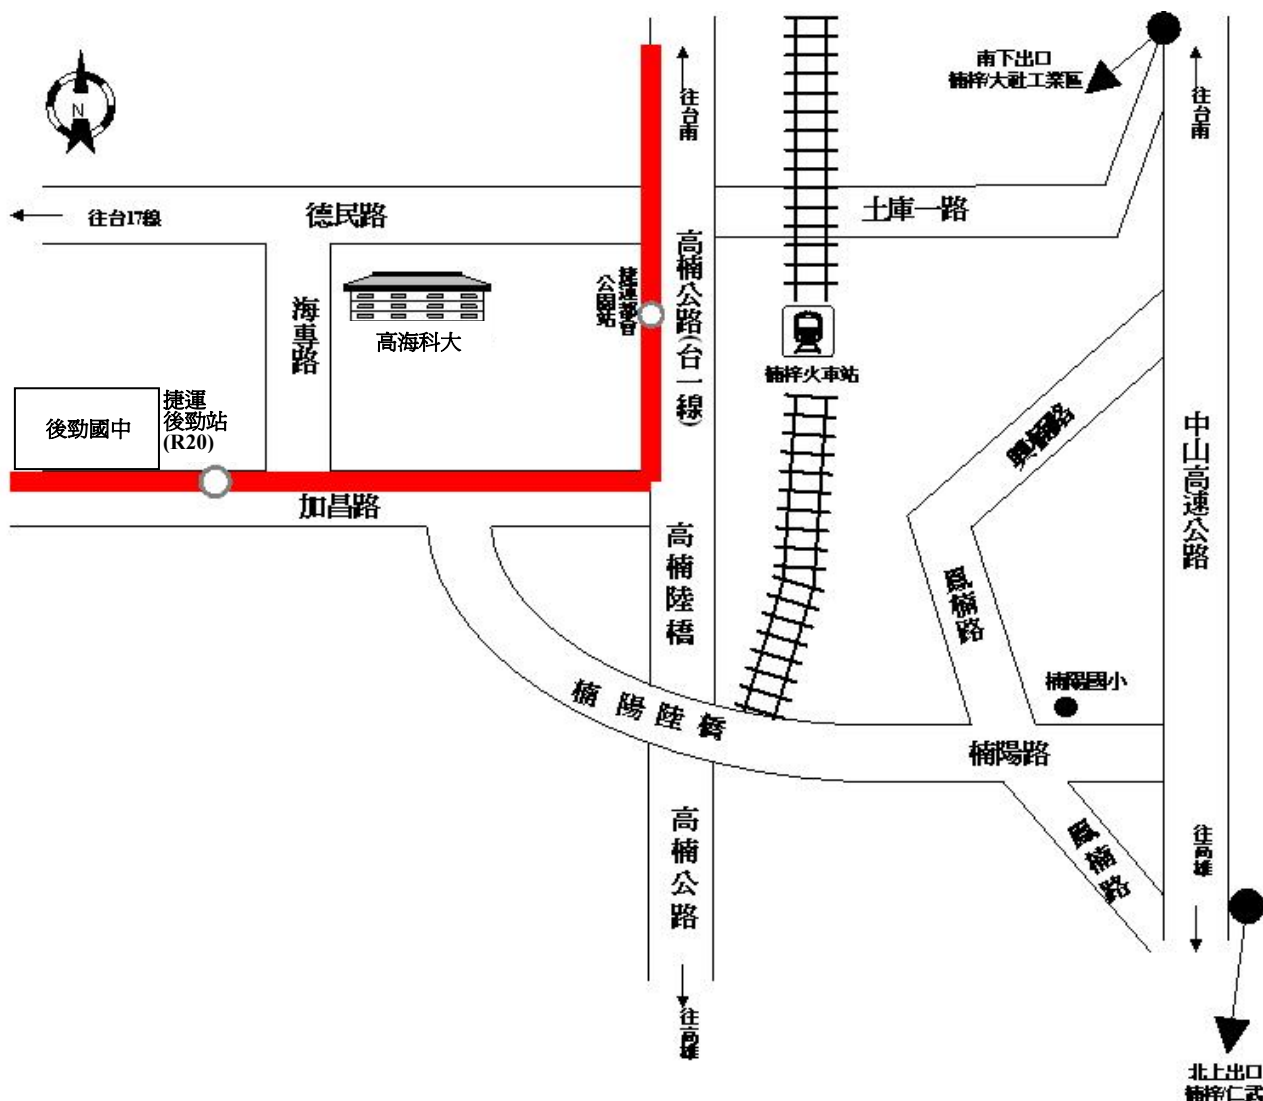 N
南下出口
楠梓/大社工業區
往台南
往台南
往台17線
德民路
土庫一路
海專路
高海科大
捷運都會
公園站
高楠公路(台一線)
楠梓火車站
後勁國中
捷運
後勁站
(R20)
加昌路
興楠路
中山高速公路
高楠陸橋
鳳楠路
楠陽國小
楠陽陸橋
楠陽路
高楠公路
鳳楠路
往高雄
往高雄
北上出口
楠梓/仁武